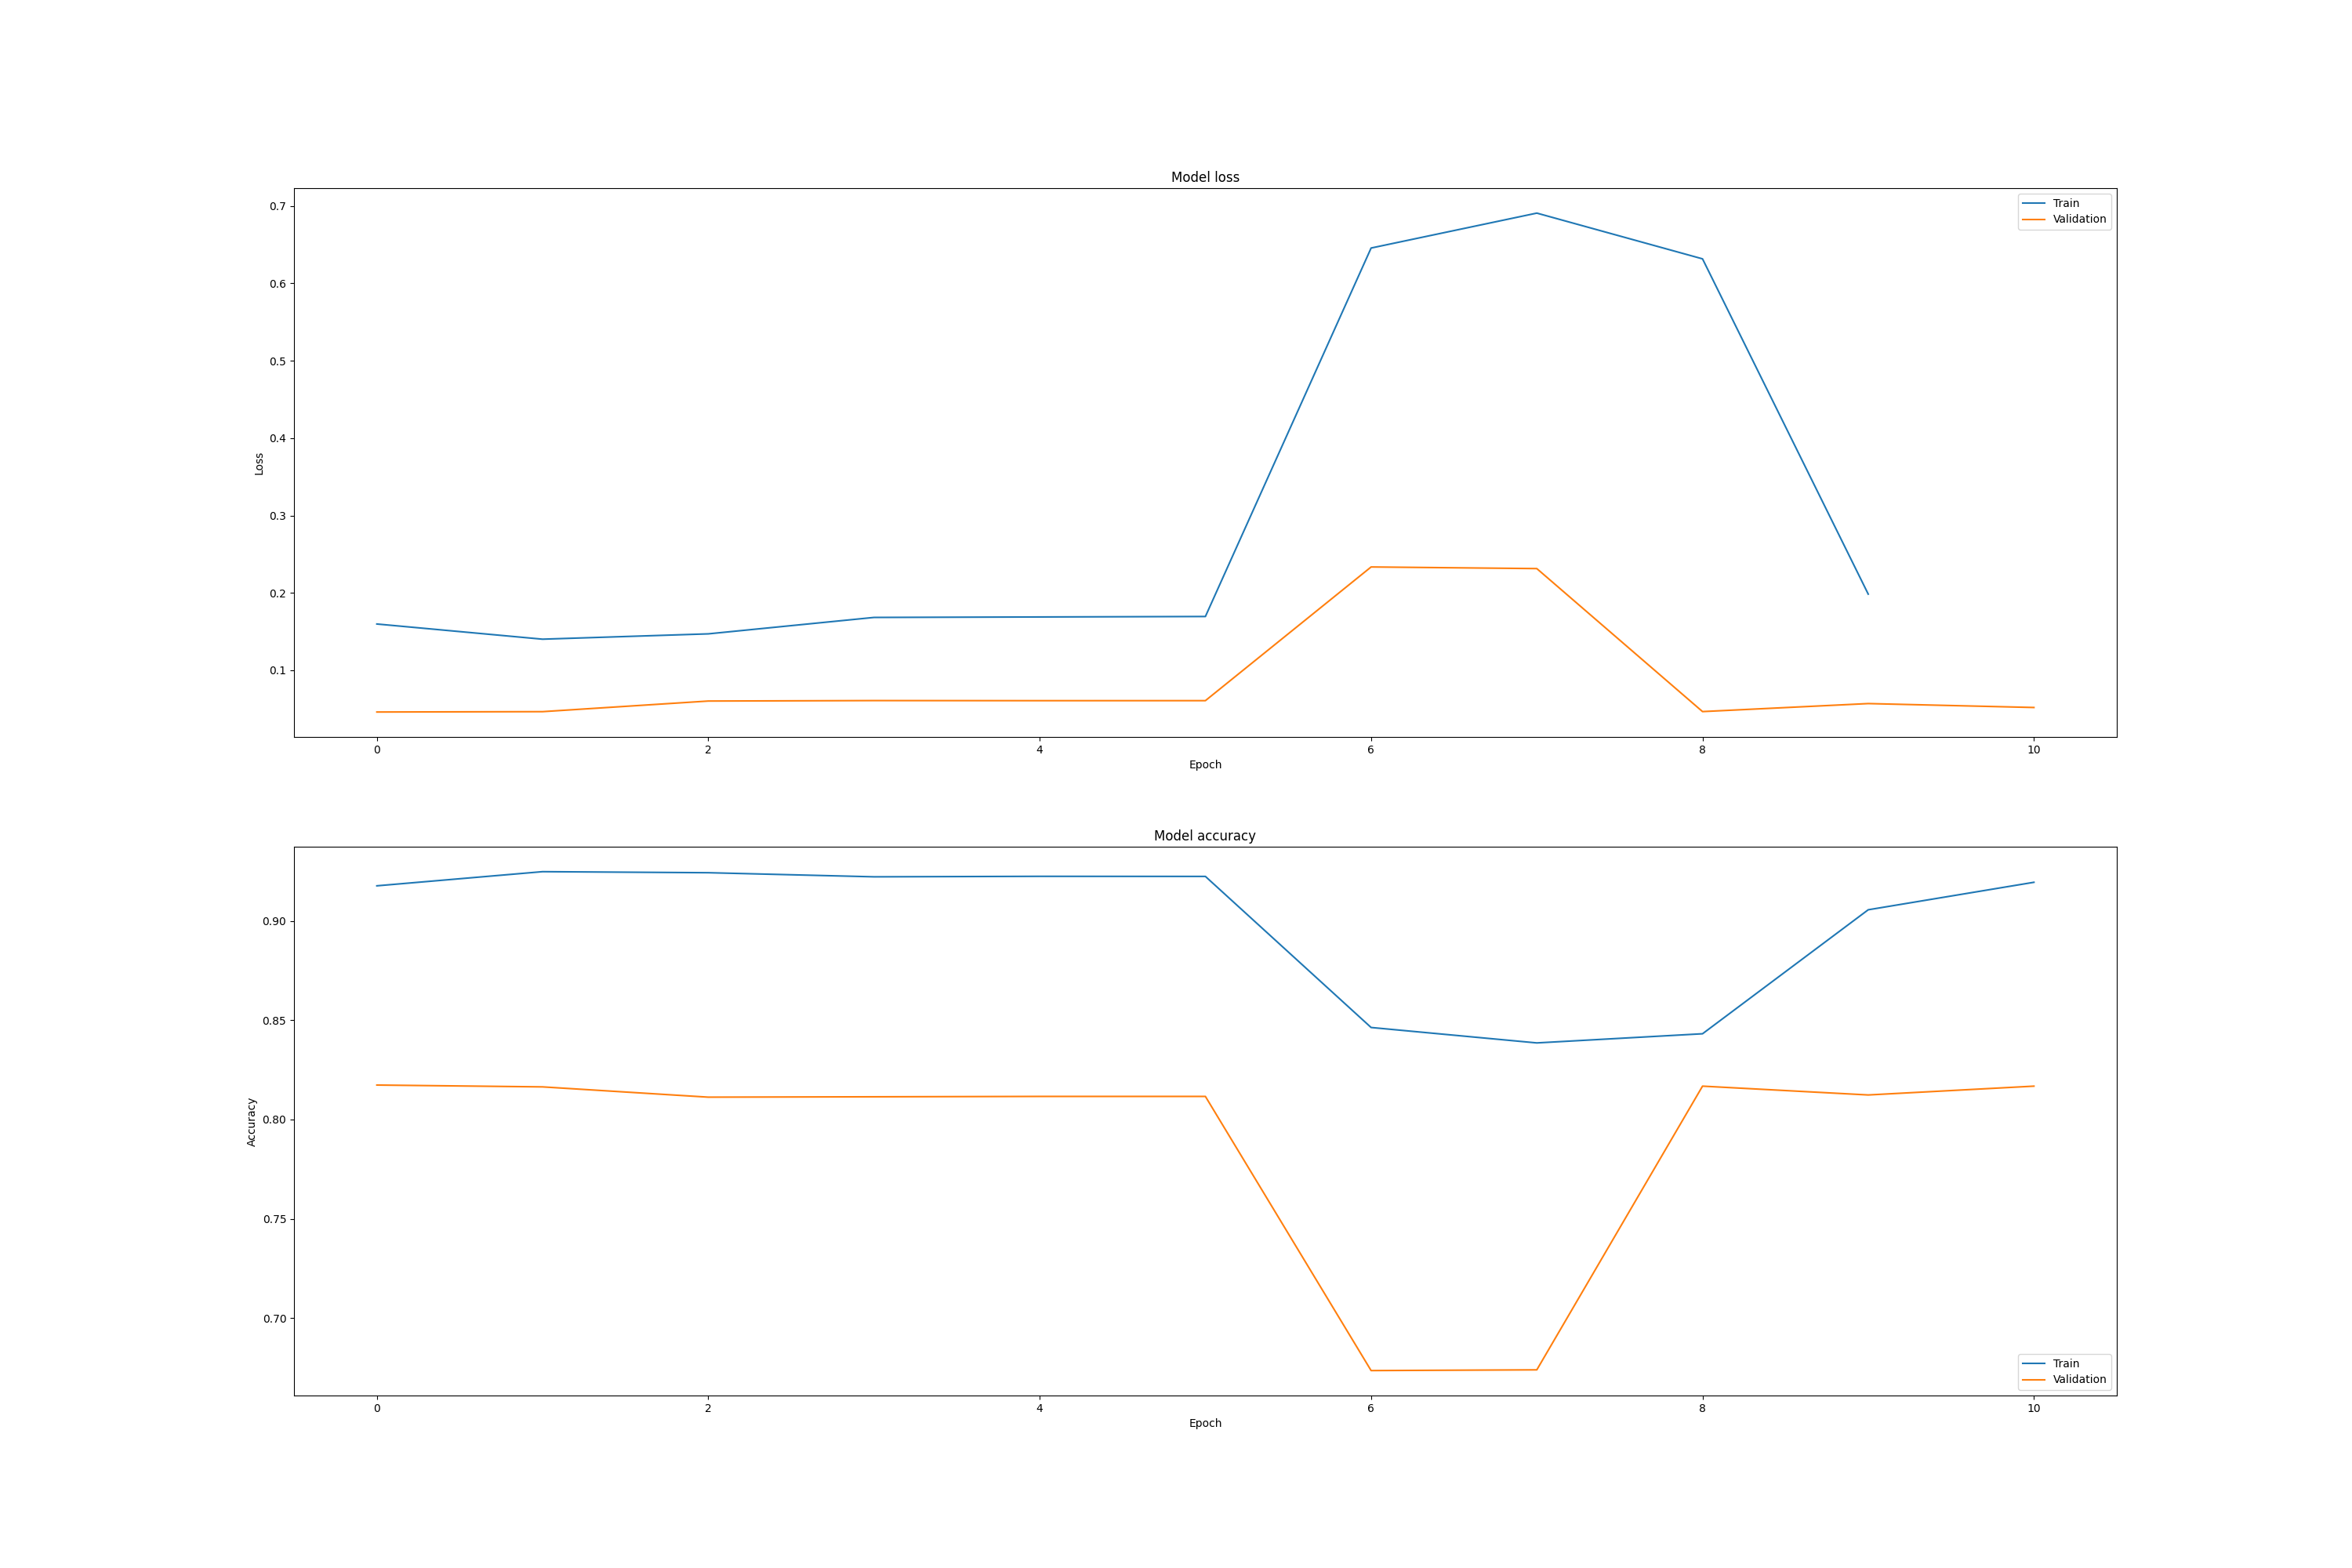 Model loss
Train
Validation
0.7
0.6
0.5
0.4
0.3
0.2
0.1
Loss
0 2 4 6 8 10
Epoch
Model accuracy
0.90
0.85
0.80
0.75
0.70
Accuracy
Train
Validation
0 2 4 6 8 10
Epoch